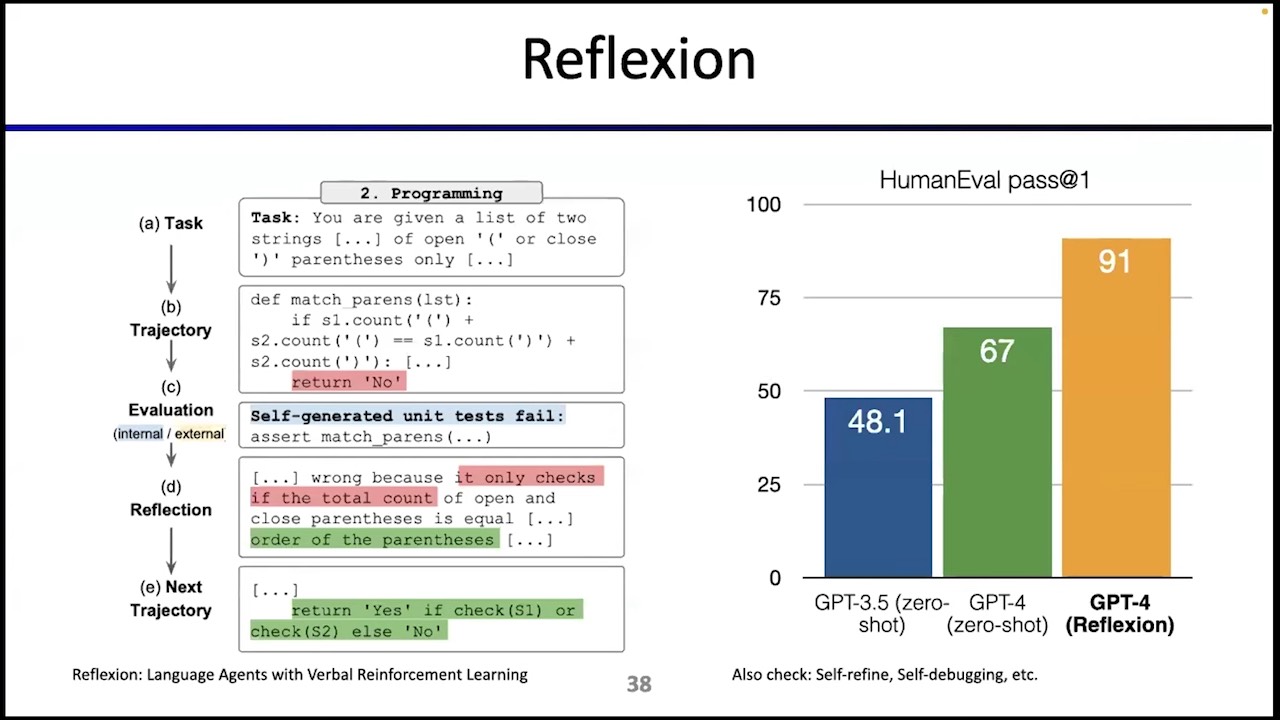 Reflexion
(a) Task
(b)
Trajectory
(c)
Evaluation
(internal / external
(d)
Reflection
(e) Next
Trajectory
2. Programming
Task: You are given a list of two
strings [...] of open '(' or close
')' parentheses only [...]
def match_parens(lst):
if s1.count('(') +
s2.count('(') == s1.count(')') +
s2.count(')'): [...]
return 'No'
Self-generated unit tests fail:
assert match_parens(...)
[...] wrong because it only checks
if the total count of open and
close parentheses is equal [...]
order of the parentheses [...]
[...]
return 'Yes' if check(S1) or
check(S2) else 'No'
HumanEval pass@1
100
75
50
25
0
48.1
67
91
GPT-3.5 (zero-
shot)
GPT-4
(zero-shot)
GPT-4
(Reflexion)
Reflexion: Language Agents with Verbal Reinforcement Learning
38
Also check: Self-refine, Self-debugging, etc.